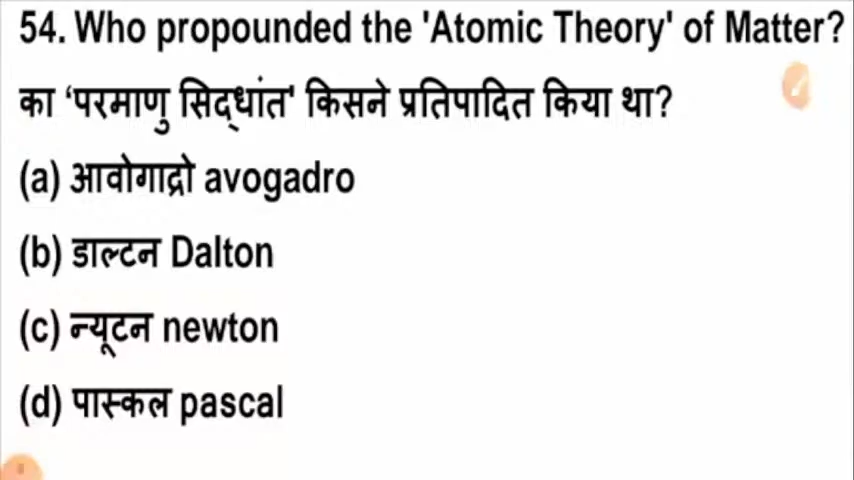 54. Who propounded the 'Atomic Theory' of Matter?
का ‘परमाणु सिद्धांत' किसने प्रतिपादित किया था?
(a) आवोगाद्रो avogadro
(b) डाल्टन Dalton
(c) न्यूटन newton
(d) पास्कल pascal